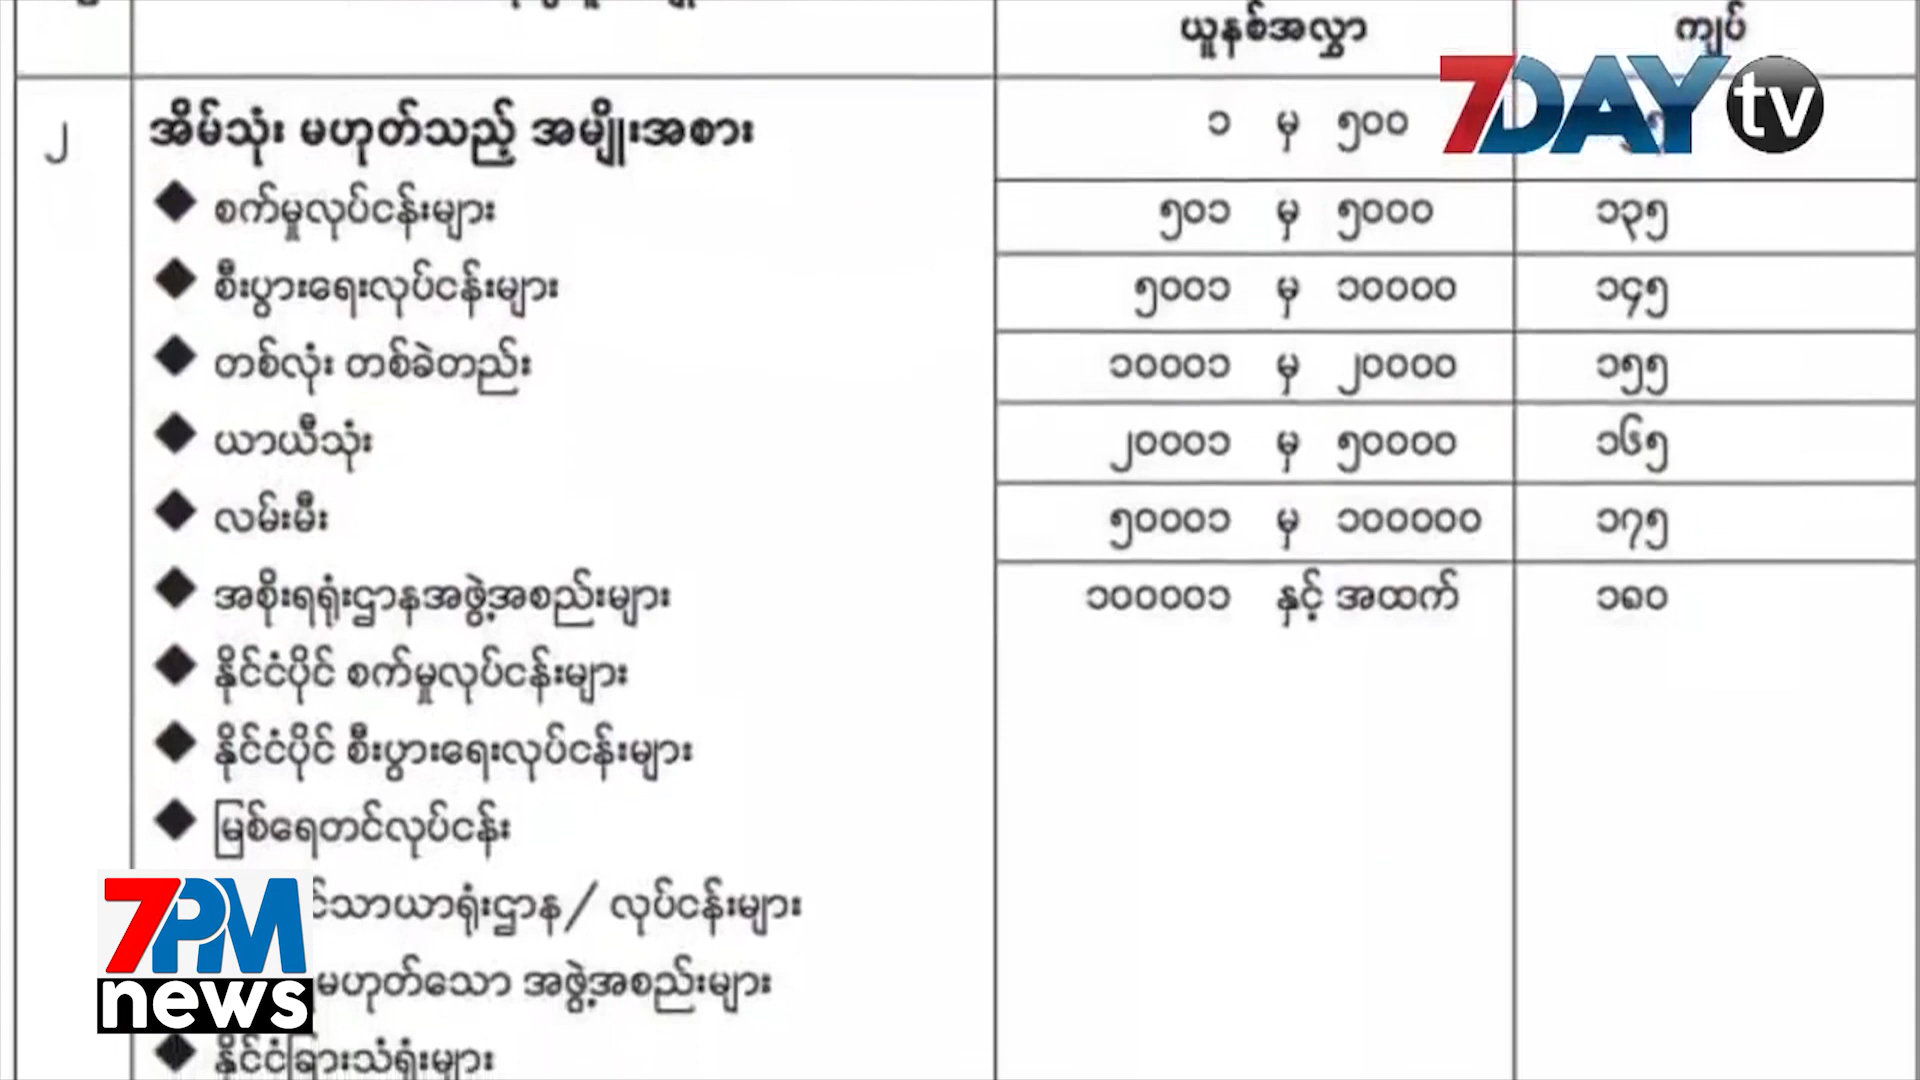 ယူနစ်အလွှာ ကျပ်
၂ အိမ်သုံး မဟုတ်သည့် အမျိုးအစား ၁ မှ ၅၀၀
7DAY tv
◆ စက်မှုလုပ်ငန်းများ ၅၀၁ မှ ၅၀၀၀ ၁၃၅
◆ စီးပွားရေးလုပ်ငန်းများ ၅၀၀၁ မှ ၁၀၀၀၀ ၁၄၅
◆ တစ်လုံး တစ်ခဲတည်း ၁၀၀၀၁ မှ ၂၀၀၀၀ ၁၅၅
◆ ယာယီသုံး ၂၀၀၀၁ မှ ၅၀၀၀၀ ၁၆၅
◆ လမ်းမီး ၅၀၀၀၁ မှ ၁၀၀၀၀၀ ၁၇၅
◆ အစိုးရရုံးဌာနအဖွဲ့အစည်းများ ၁၀၀၀၀၁ နှင့် အထက် ၁၈၀
◆ နိုင်ငံပိုင် စက်မှုလုပ်ငန်းများ
◆ နိုင်ငံပိုင် စီးပွားရေးလုပ်ငန်းများ
◆ မြစ်ရေတင်လုပ်ငန်း
သာယာရုံးဌာန/ လုပ်ငန်းများ
မဟုတ်သော အဖွဲ့အစည်းများ
◆ နိုင်ငံခြားသံရုံးများ
7PM
news